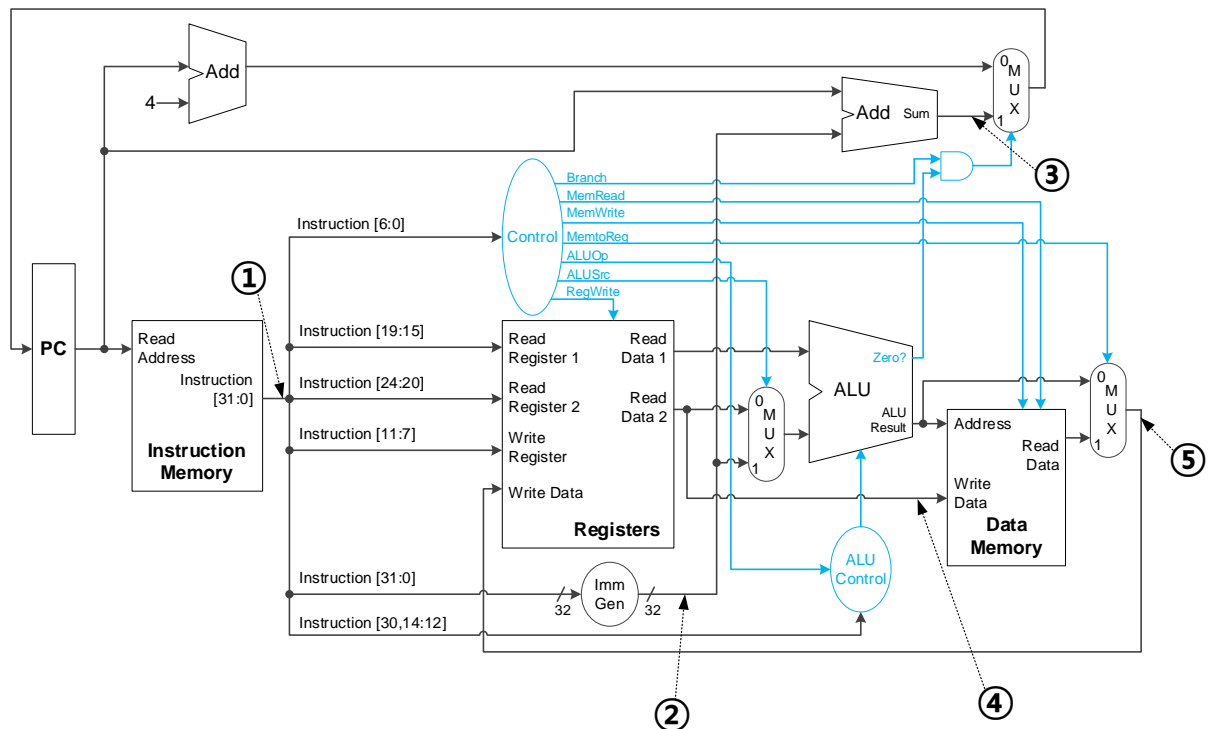 Add
4
0
M
U
X
1
Add
Sum
③
Branch
MemRead
MemWrite
MemtoReg
ALUOp
ALUSrc
RegWrite
Control
Instruction [6:0]
①
PC
Read
Address
Instruction
[31:0]
Instruction
Memory
Instruction [19:15]
Instruction [24:20]
Instruction [11:7]
Read
Register 1
Read
Register 2
Write
Register
Write Data
Read
Data 1
Read
Data 2
Registers
0
M
U
X
1
Zero?
ALU
ALU
Result
Address
Read
Data
Write
Data
Data
Memory
0
M
U
X
1
⑤
④
ALU
Control
Instruction [31:0]
32
Imm
Gen
32
Instruction [30,14:12]
②